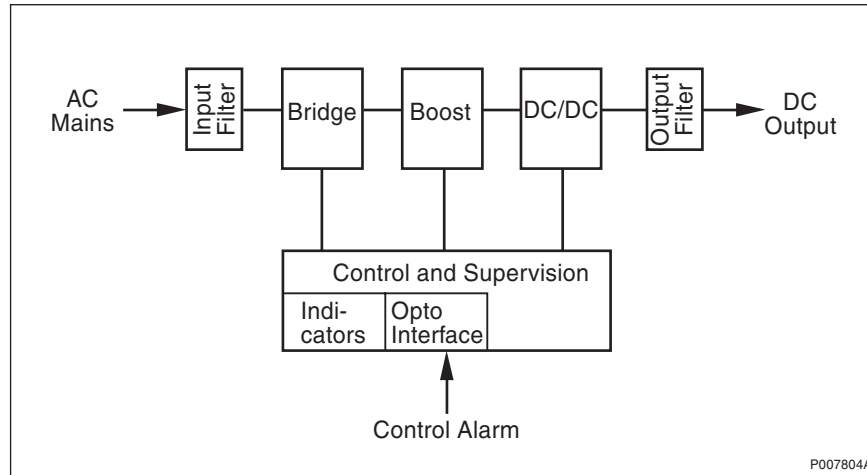 AC
Mains
Input
Filter
Bridge
Boost
DC/DC
Output
Filter
DC
Output
Control and Supervision
Indi-
cators
Opto
Interface
Control Alarm
P007804A